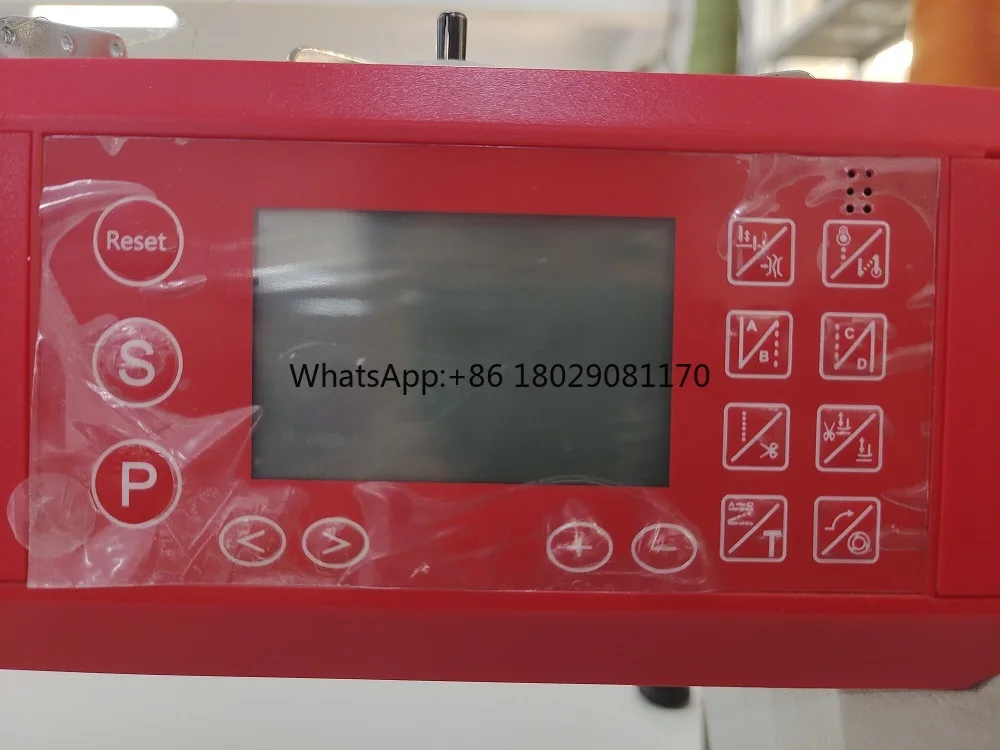 Reset
S
P
< >
+ −
A
B
C
D
A C
T
WhatsApp:+86 18029081170